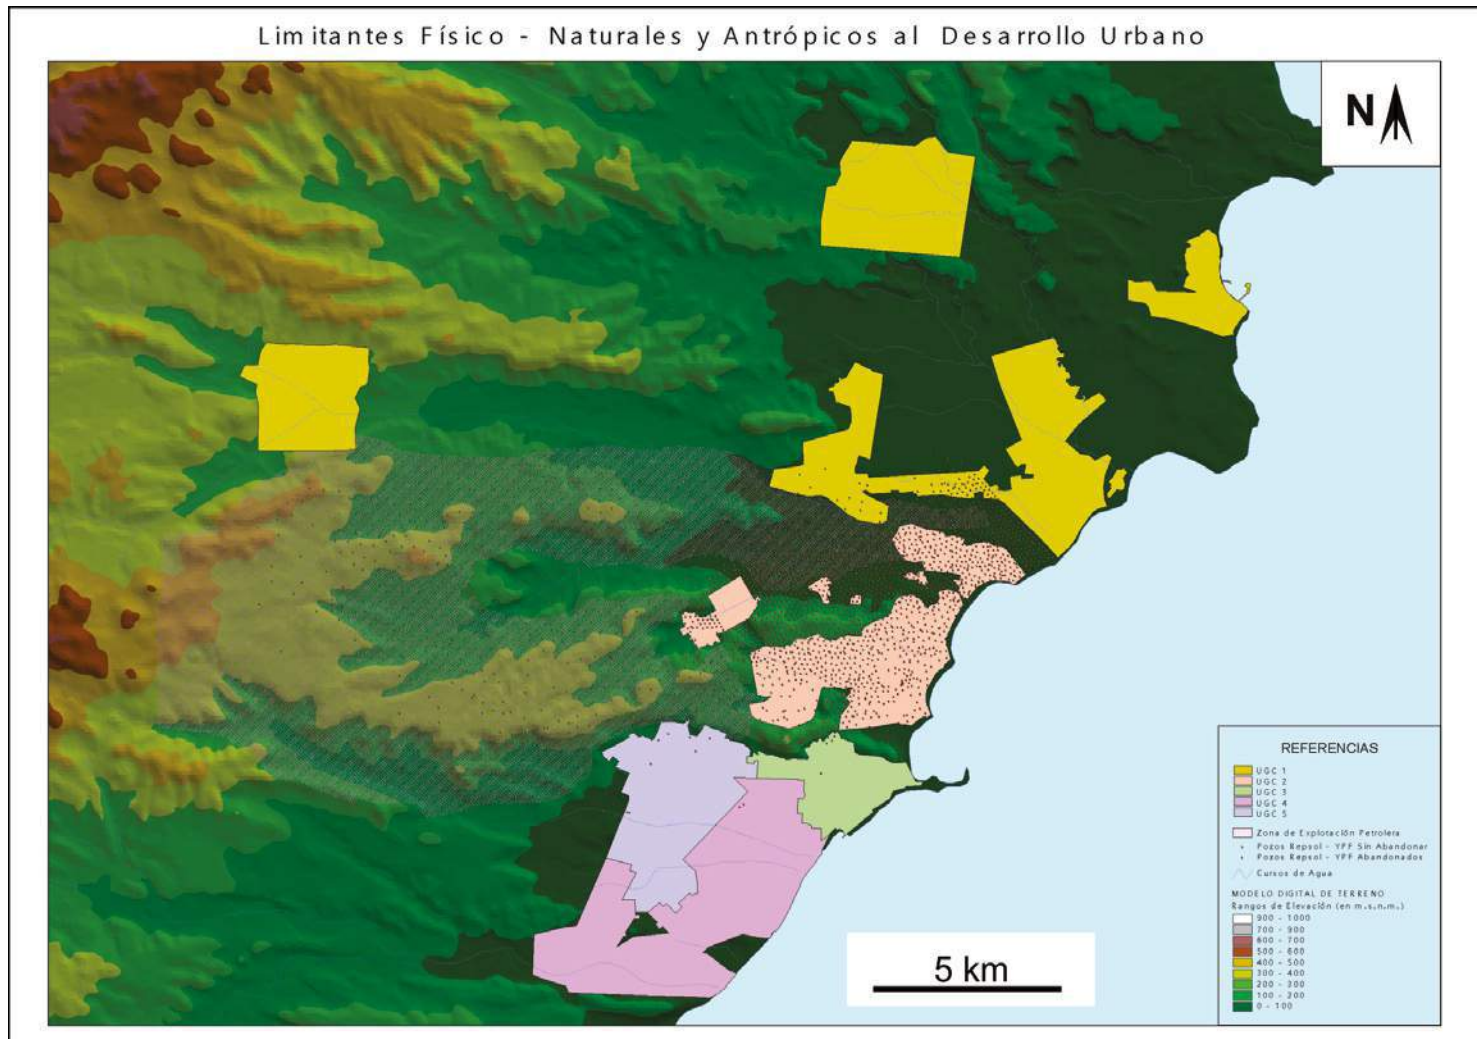 Limitantes Físico - Naturales y Antrópicos al Desarrollo Urbano
N
REFERENCIAS
UGC 1
UGC 2
UGC 3
UGC 4
UGC 5
Zona de Explotación Petrolera
Pozos Repsol - YPF Sin Abandonar
Pozos Repsol - YPF Abandonados
Cursos de Agua
MODELO DIGITAL DE TERRENO
Rangos de Elevación (en m.s.n.m.)
900 - 1000
700 - 900
600 - 700
500 - 600
400 - 500
300 - 400
200 - 300
100 - 200
0 - 100
5 km